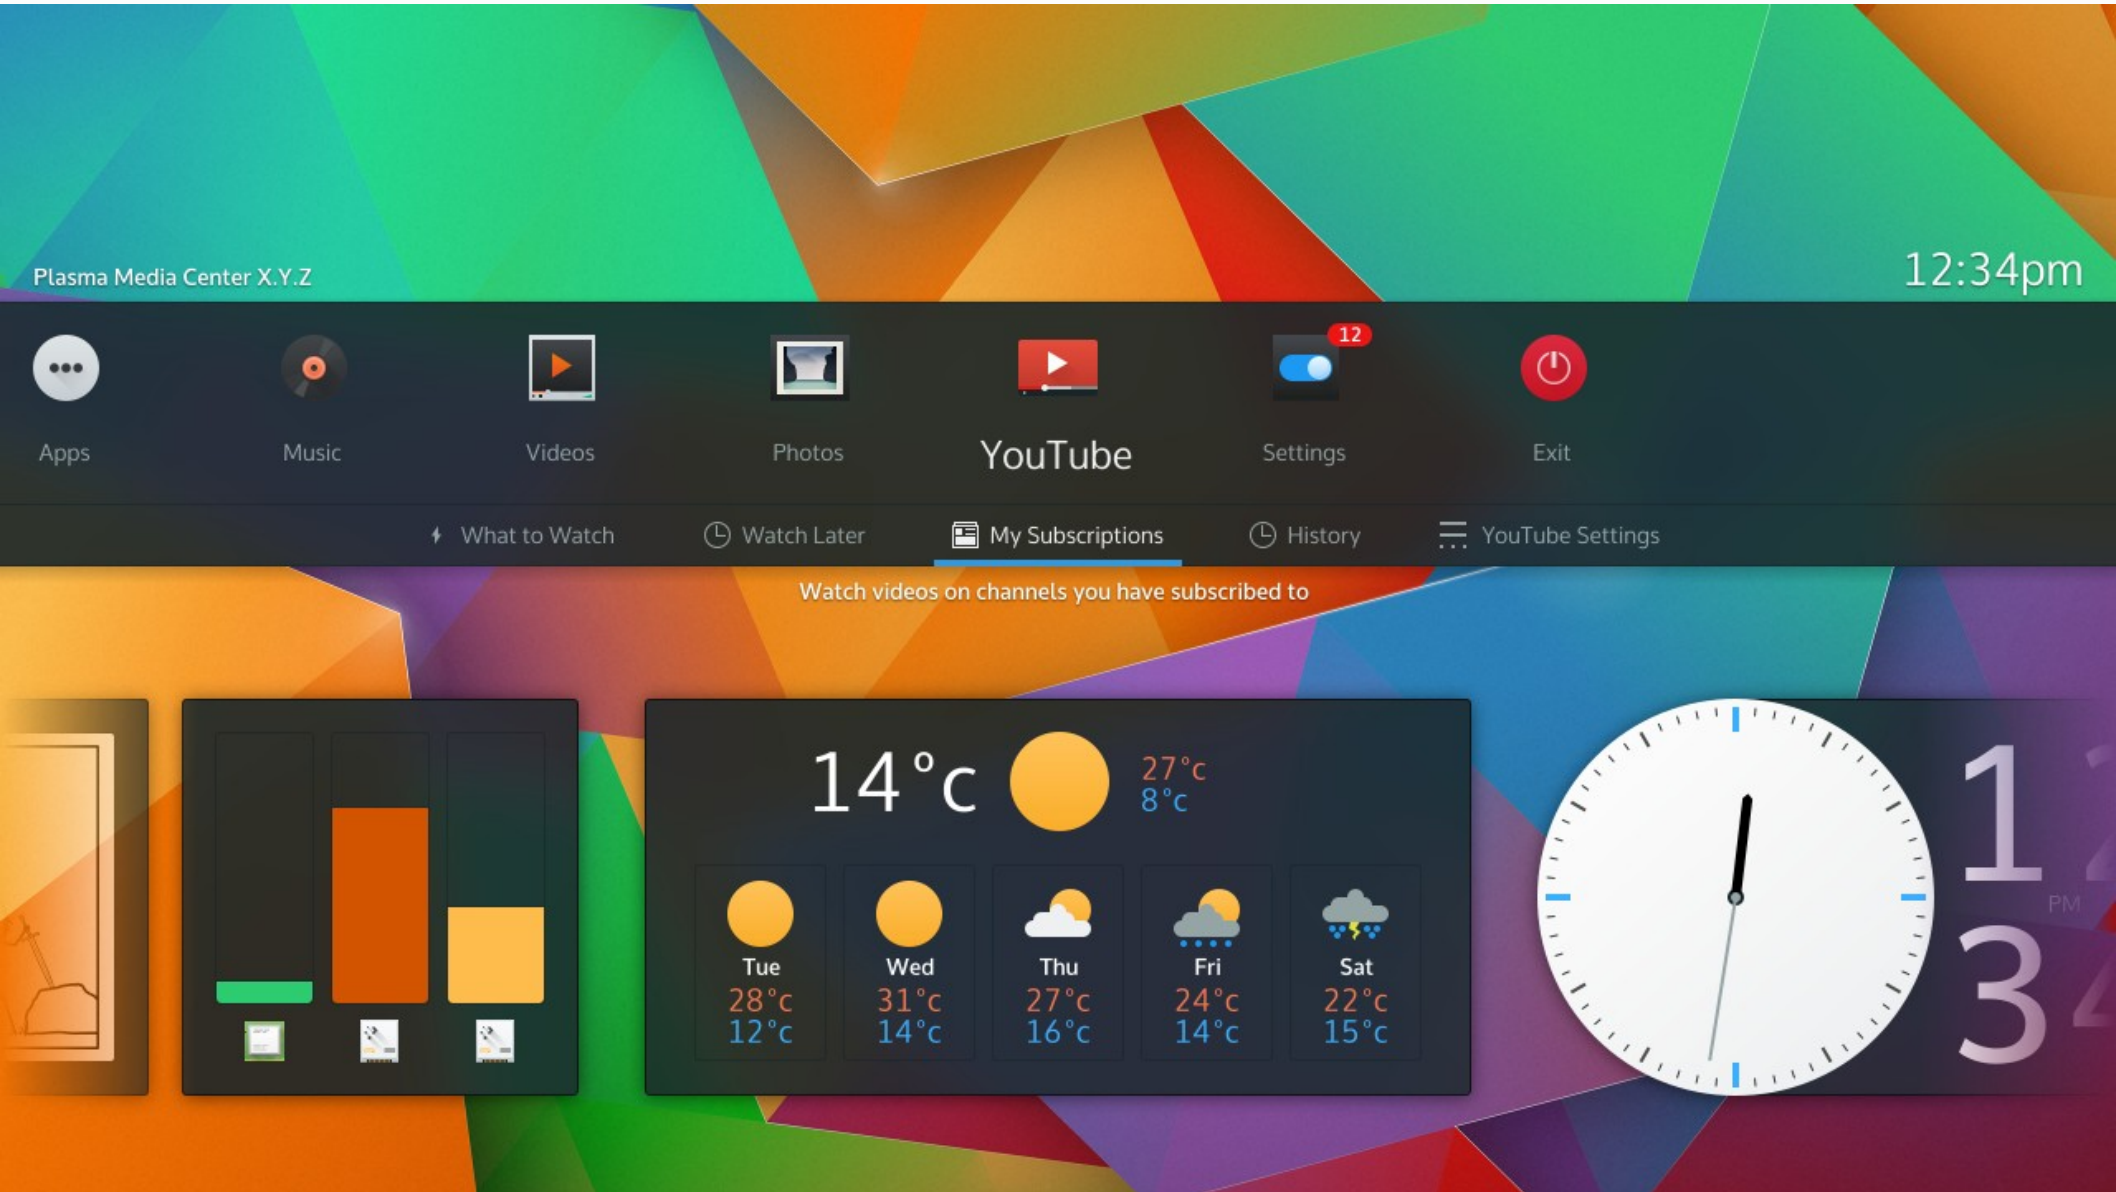 Plasma Media Center X.Y.Z
12:34pm
12
Apps
Music
Videos
Photos
YouTube
Settings
Exit
What to Watch
Watch Later
My Subscriptions
History
YouTube Settings
Watch videos on channels you have subscribed to
14°c
27°c
8°c
Tue
28°c
12°c
Wed
31°c
14°c
Thu
27°c
16°c
Fri
24°c
14°c
Sat
22°c
15°c
12
PM
34